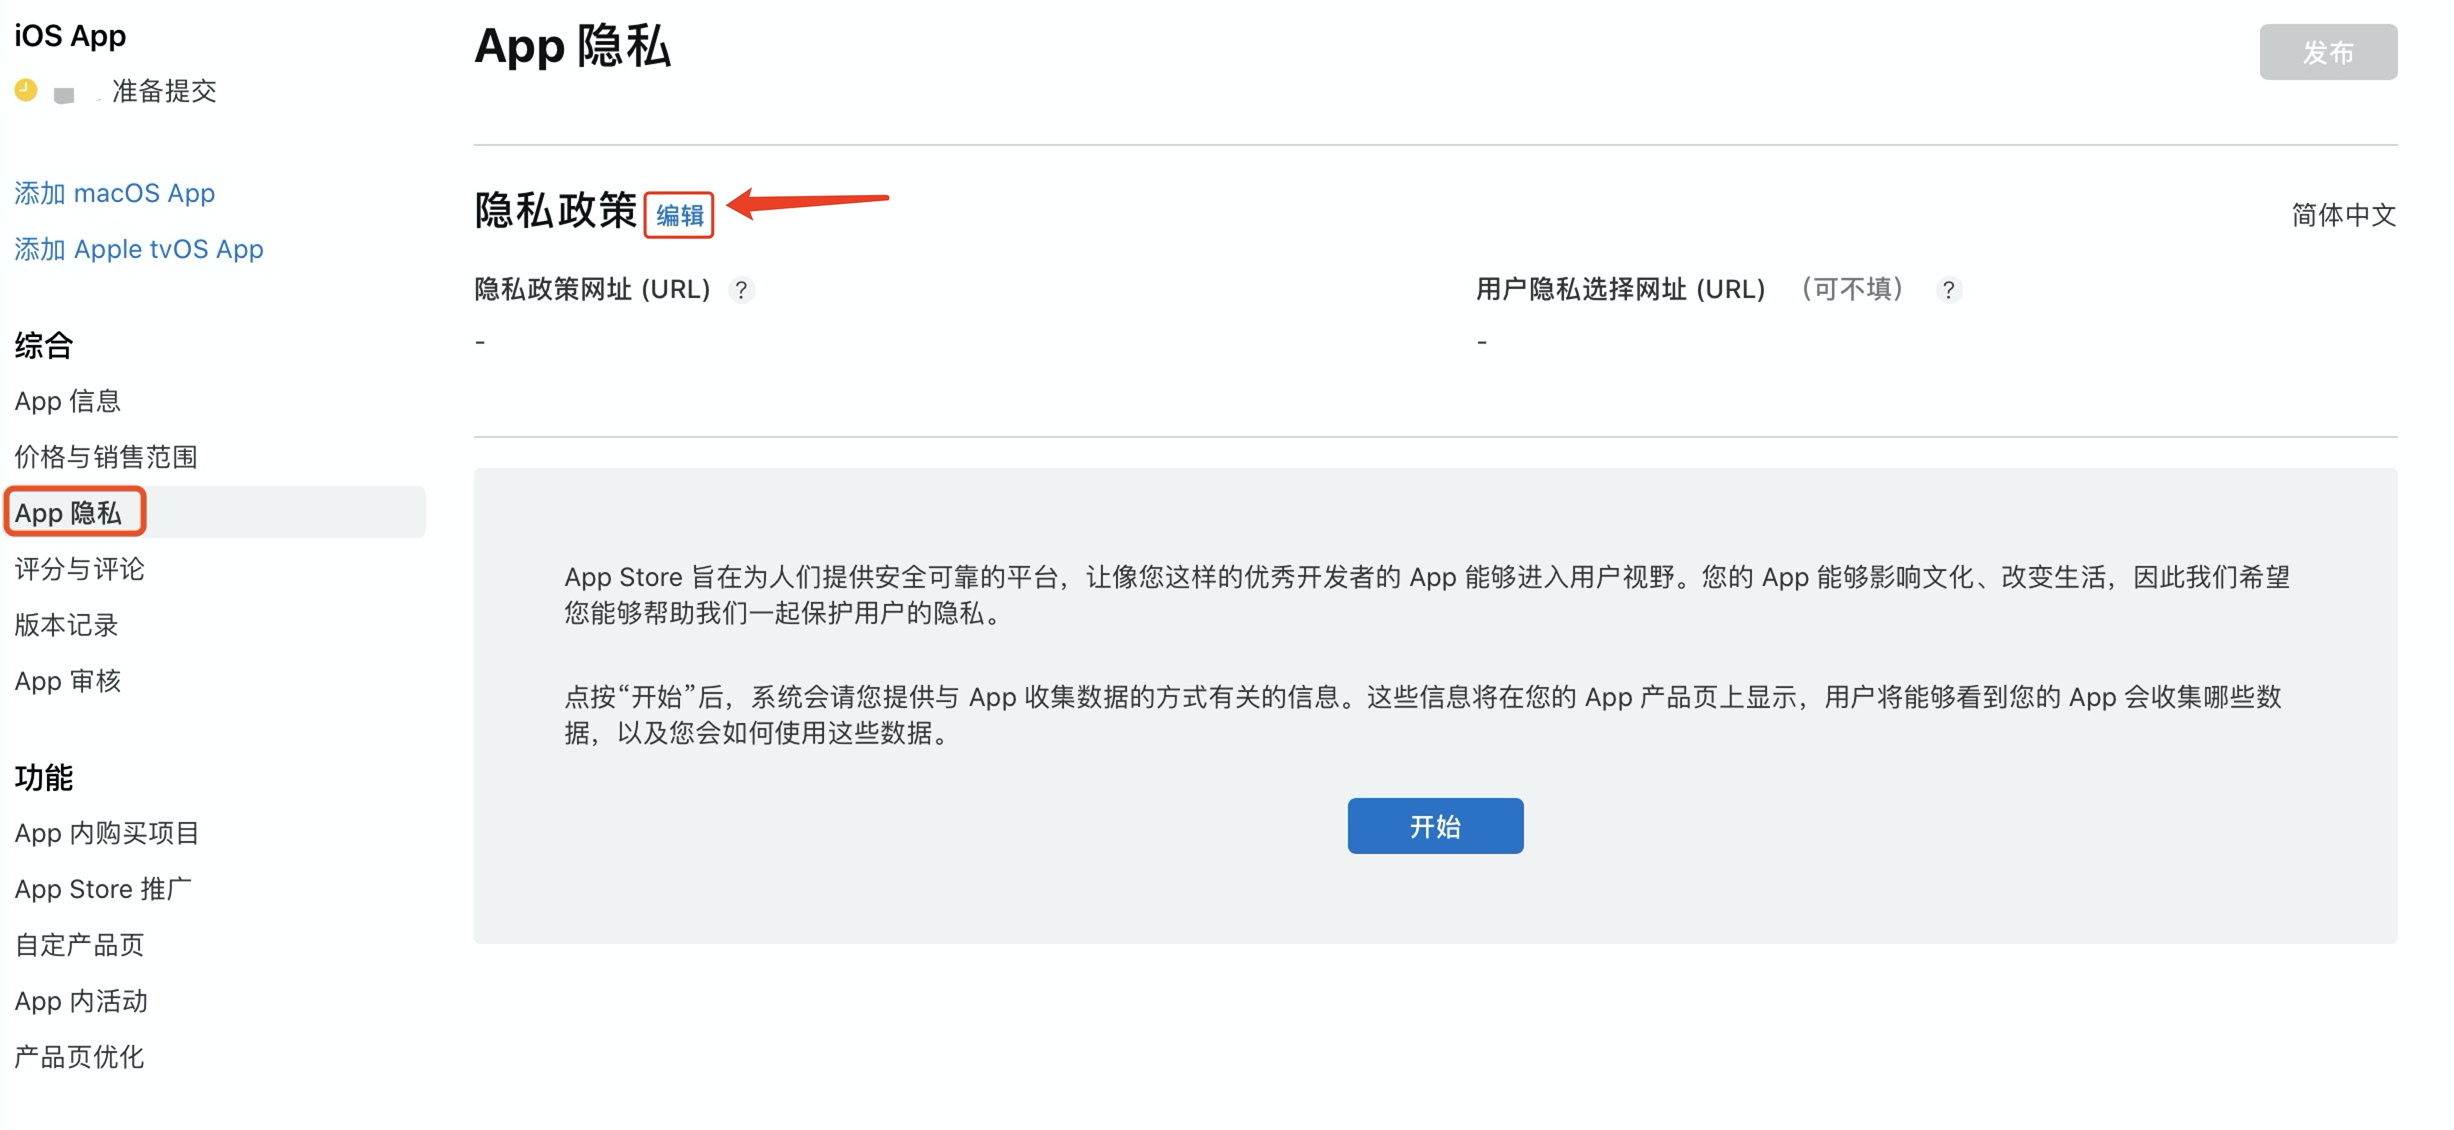 iOS App
准备提交
添加 macOS App
添加 Apple tvOS App
综合
App 信息
价格与销售范围
App 隐私
评分与评论
版本记录
App 审核
功能
App 内购买项目
App Store 推广
自定产品页
App 内活动
产品页优化
App 隐私
发布
隐私政策 编辑
简体中文
隐私政策网址 (URL) ?
-
用户隐私选择网址 (URL) （可不填） ?
-
App Store 旨在为人们提供安全可靠的平台，让像您这样的优秀开发者的 App 能够进入用户视野。您的 App 能够影响文化、改变生活，因此我们希望
您能够帮助我们一起保护用户的隐私。
点按“开始”后，系统会请您提供与 App 收集数据的方式有关的信息。这些信息将在您的 App 产品页上显示，用户将能够看到您的 App 会收集哪些数
据，以及您会如何使用这些数据。
开始